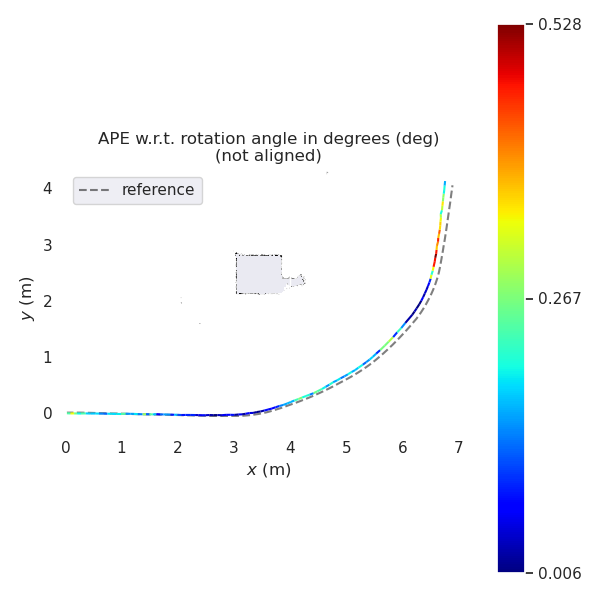 APE w.r.t. rotation angle in degrees (deg)
(not aligned)
reference
4
3
2
1
0
y (m)
0 1 2 3 4 5 6 7
x (m)
0.528
0.267
0.006